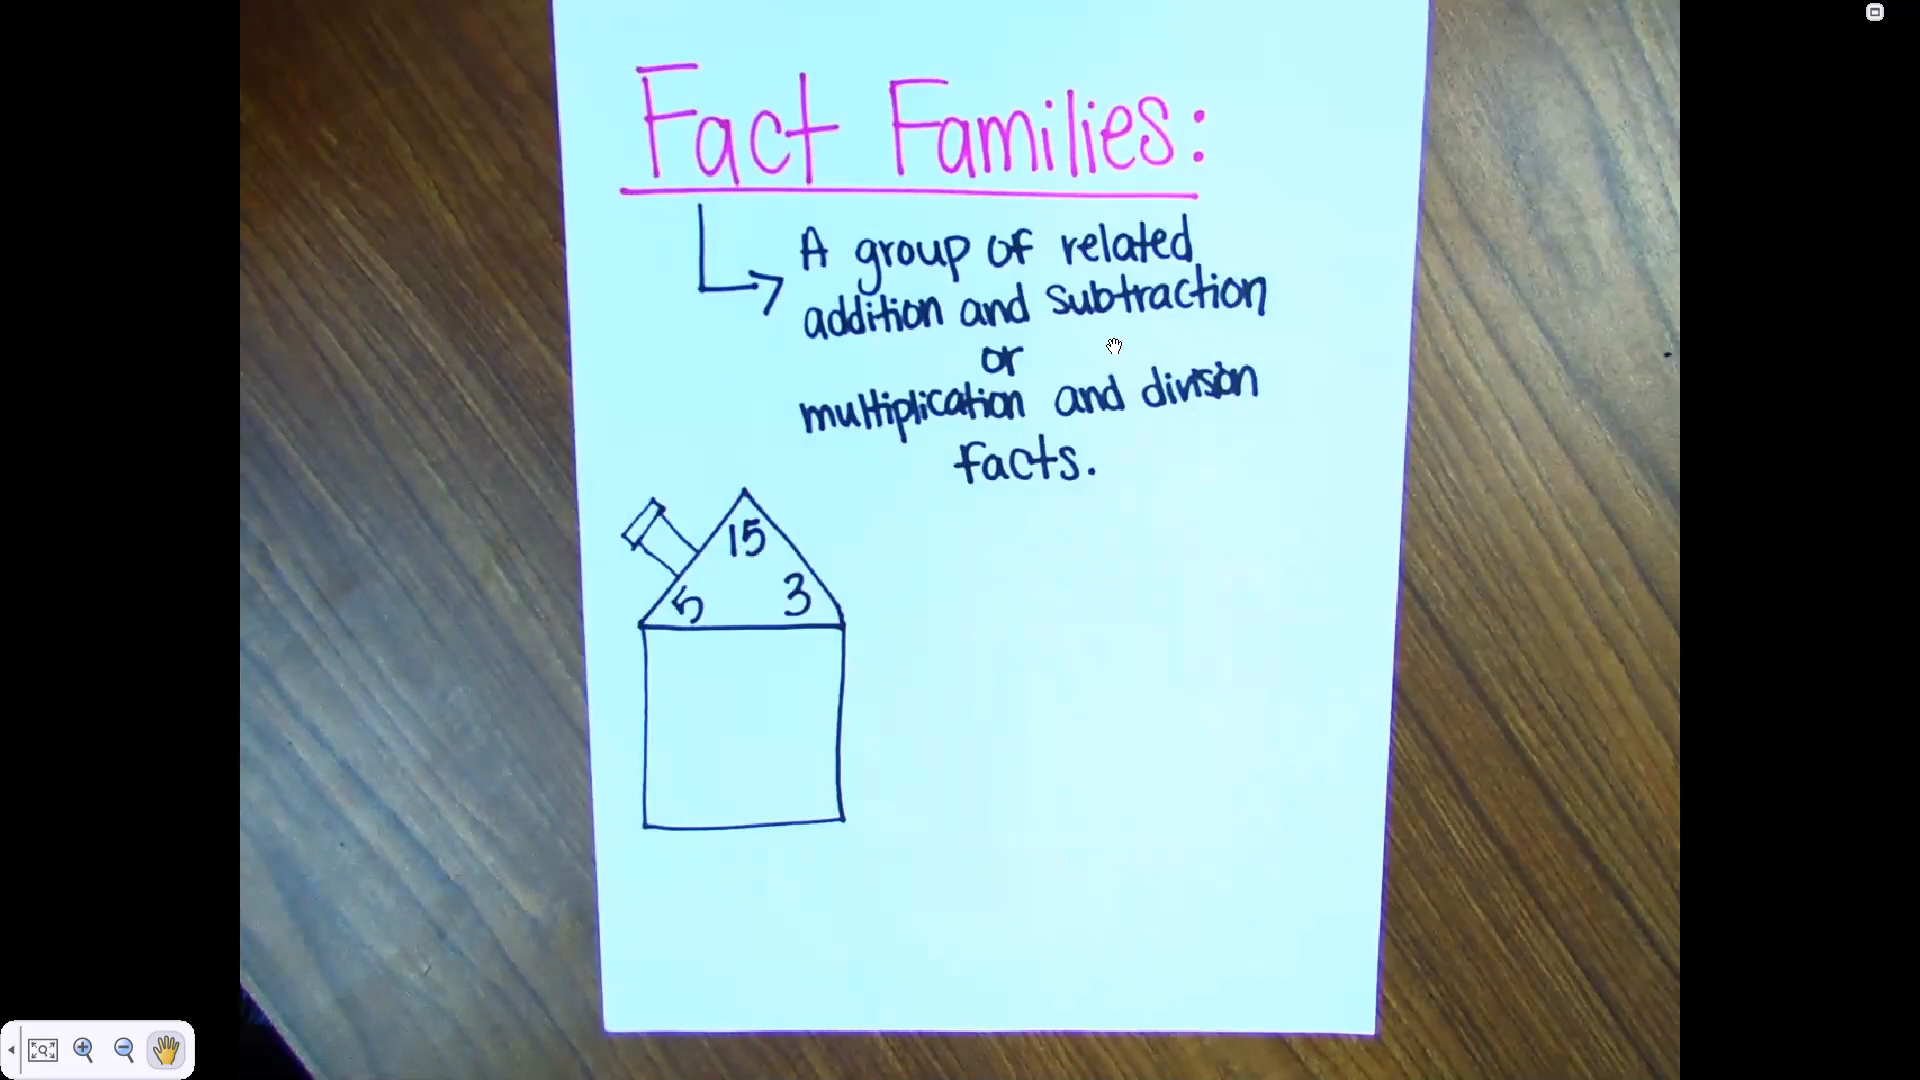 Fact Families:
A group of related
addition and subtraction
or
multiplication and division
facts.
15
5 3